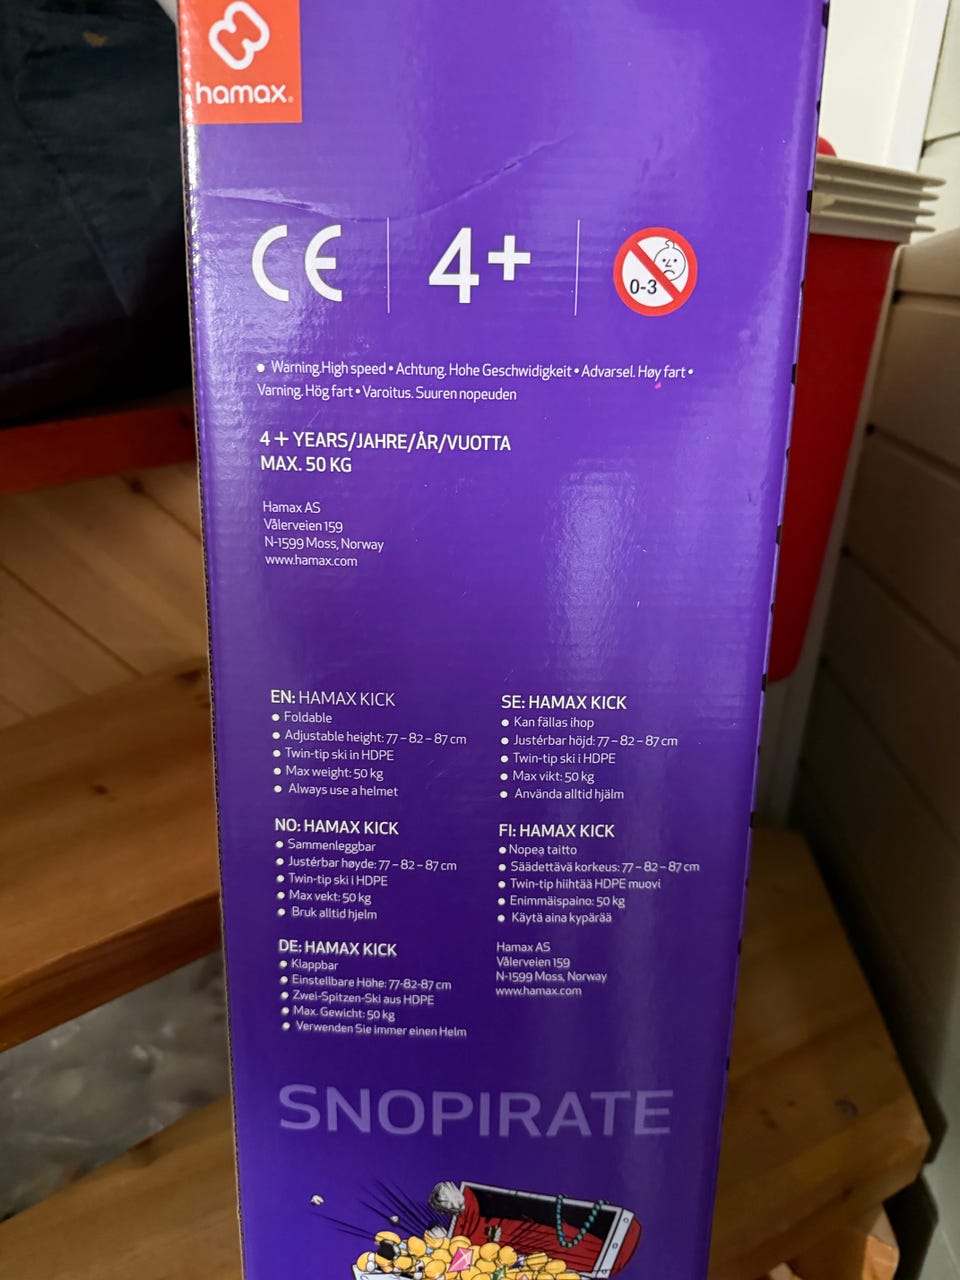 hamax®
CE
4+
0-3
• Warning.High speed • Achtung. Hohe Geschwidigkeit • Advarsel. Høy fart •
Varning. Hög fart • Varoitus. Suuren nopeuden
4 + YEARS/JAHRE/ÅR/VUOTTA
MAX. 50 KG
Hamax AS
Vålerveien 159
N-1599 Moss, Norway
www.hamax.com
EN: HAMAX KICK
• Foldable
• Adjustable height: 77 – 82 – 87 cm
• Twin-tip ski in HDPE
• Max weight: 50 kg
• Always use a helmet
NO: HAMAX KICK
• Sammenleggbar
• Justérbar høyde: 77 – 82 – 87 cm
• Twin-tip ski i HDPE
• Max vekt: 50 kg
• Bruk alltid hjelm
DE: HAMAX KICK
• Klappbar
• Einstellbare Höhe: 77-82-87 cm
• Zwei-Spitzen-Ski aus HDPE
• Max. Gewicht: 50 kg
• Verwenden Sie immer einen Helm
SE: HAMAX KICK
• Kan fällas ihop
• Justérbar höjd: 77 – 82 – 87 cm
• Twin-tip ski i HDPE
• Max vikt: 50 kg
• Använda alltid hjälm
FI: HAMAX KICK
• Nopea taitto
• Säädettävä korkeus: 77 – 82 – 87 cm
• Twin-tip hiihtää HDPE muovi
• Enimmäispaino: 50 kg
• Käytä aina kypärää
Hamax AS
Vålerveien 159
N-1599 Moss, Norway
www.hamax.com
SNOPIRATE